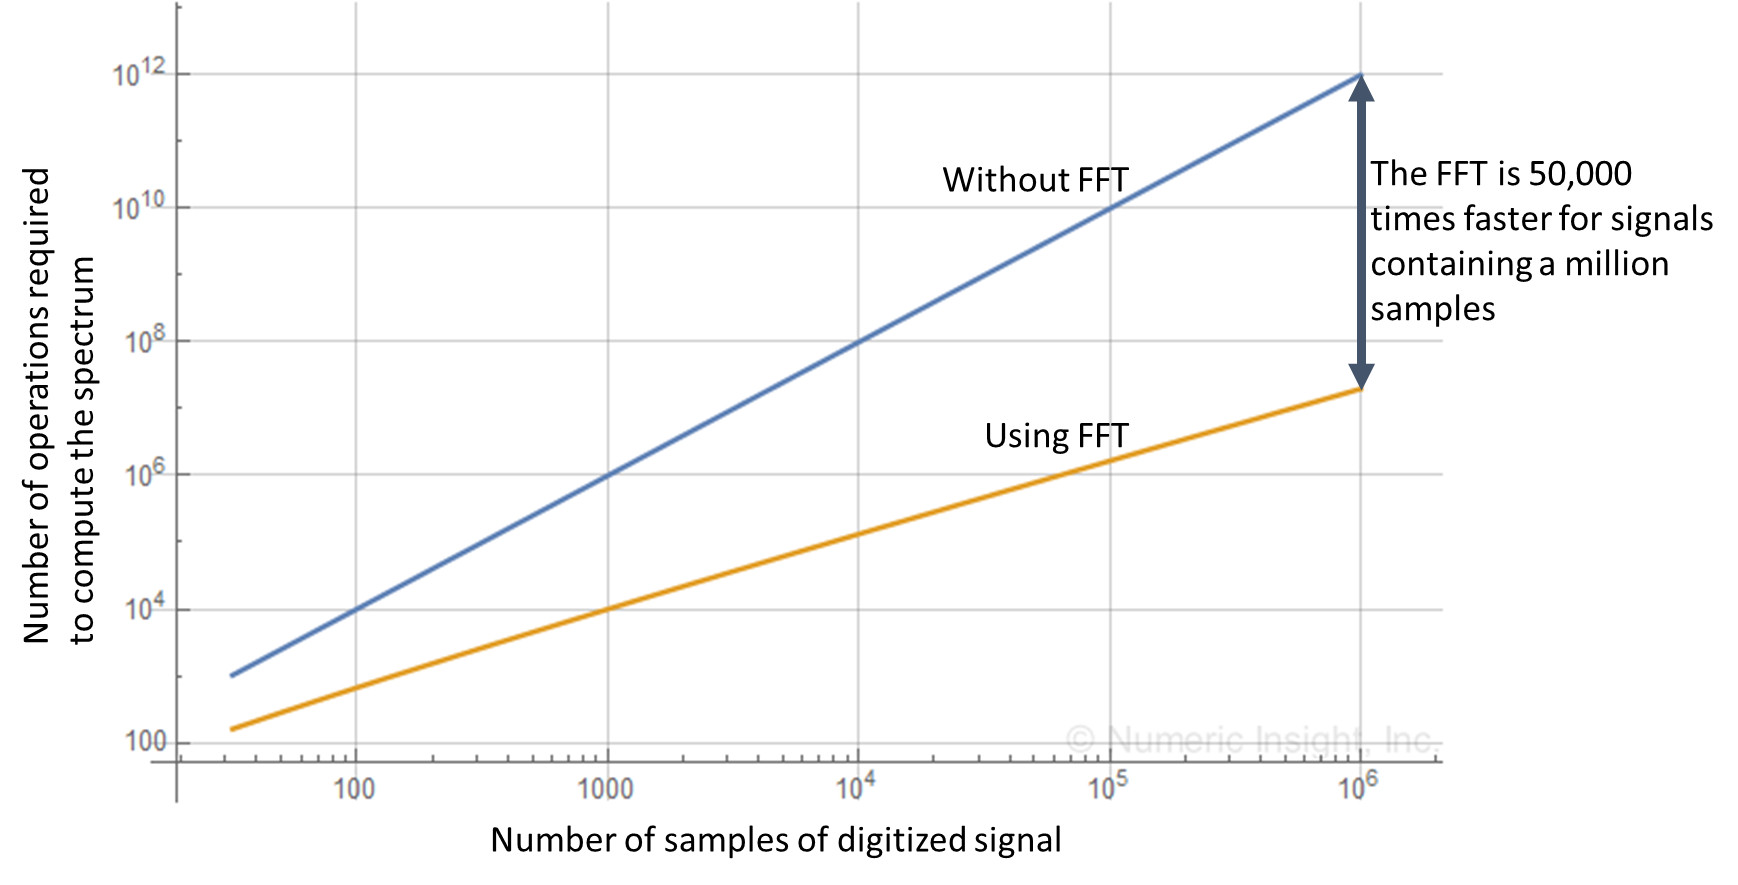 10¹²
10¹⁰
10⁸
10⁶
10⁴
100
Number of operations required
to compute the spectrum
Without FFT
Using FFT
The FFT is 50,000
times faster for signals
containing a million
samples
© Numeric Insight, Inc.
100 1000 10⁴ 10⁵ 10⁶
Number of samples of digitized signal